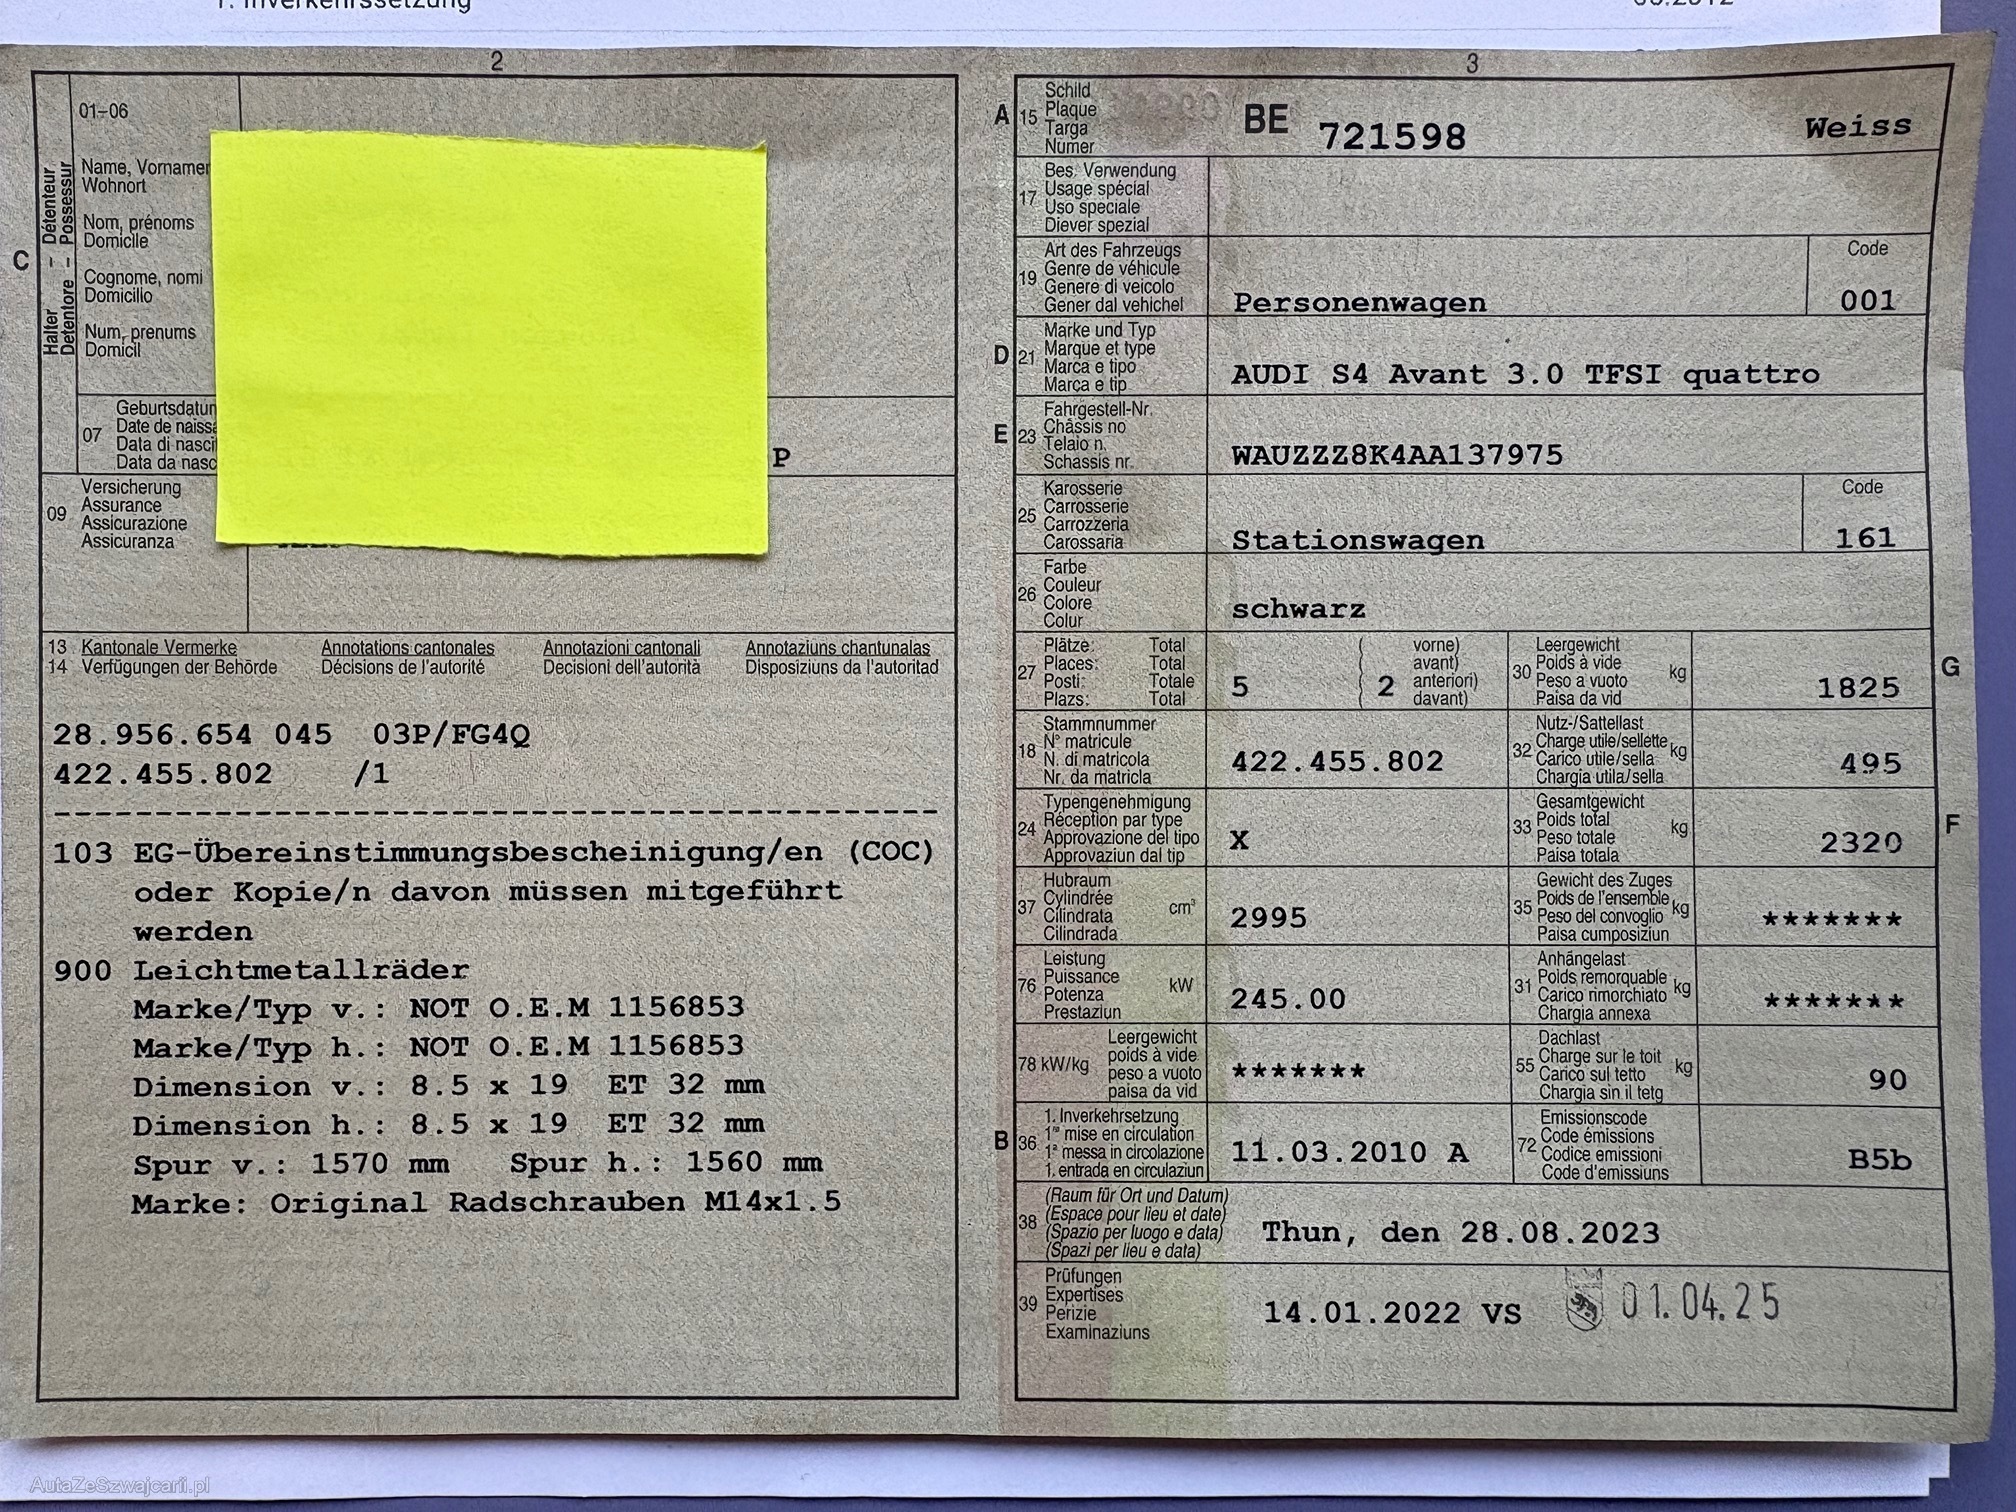 1. Inverkehrssetzung
2
01–06
Halter – Détenteur
Detentore – Possessur
C
Name, Vornamen
Wohnort
Nom, prénoms
Domicile
Cognome, nomi
Domicilio
Num, prenums
Domicil
07
Geburtsdatum
Date de naissa
Data di nascit
Data da nasc
P
09
Versicherung
Assurance
Assicurazione
Assicuranza
13 Kantonale Vermerke Annotations cantonales Annotazioni cantonali Annotaziuns chantunalas
14 Verfügungen der Behörde Décisions de l'autorité Decisioni dell'autorità Disposiziuns da l'autoritad
28.956.654 045 03P/FG4Q
422.455.802 /1
103 EG-Übereinstimmungsbescheinigung/en (COC)
oder Kopie/n davon müssen mitgeführt
werden
900 Leichtmetallräder
Marke/Typ v.: NOT O.E.M 1156853
Marke/Typ h.: NOT O.E.M 1156853
Dimension v.: 8.5 x 19 ET 32 mm
Dimension h.: 8.5 x 19 ET 32 mm
Spur v.: 1570 mm Spur h.: 1560 mm
Marke: Original Radschrauben M14x1.5
3
A 15
Schild
Plaque
Targa
Numer
BE 721598 Weiss
17
Bes. Verwendung
Usage spécial
Uso speciale
Diever spezial
19
Art des Fahrzeugs
Genre de véhicule
Genere di veicolo
Gener dal vehichel
Personenwagen
Code
001
D 21
Marke und Typ
Marque et type
Marca e tipo
Marca e tip
AUDI S4 Avant 3.0 TFSI quattro
E 23
Fahrgestell-Nr.
Châssis no
Telaio n.
Schassis nr.
WAUZZZ8K4AA137975
25
Karosserie
Carrosserie
Carrozzeria
Carossaria
Stationswagen
Code
161
26
Farbe
Couleur
Colore
Colur
schwarz
27
Plätze: Total
Places: Total
Posti: Totale
Plazs: Total
5
( vorne)
( avant)
( 2 anteriori)
( davant)
30
Leergewicht
Poids à vide
Peso a vuoto
Paisa da vid
kg
1825
G
18
Stammnummer
N° matricule
N. di matricola
Nr. da matricla
422.455.802
32
Nutz-/Sattellast
Charge utile/sellette
Carico utile/sella
Chargia utila/sella
kg
495
24
Typengenehmigung
Réception par type
Approvazione del tipo
Approvaziun dal tip
X
33
Gesamtgewicht
Poids total
Peso totale
Paisa totala
kg
2320
F
37
Hubraum
Cylindrée
Cilindrata
Cilindrada
cm³
2995
35
Gewicht des Zuges
Poids de l'ensemble
Peso del convoglio
Paisa cumposiziun
kg
*******
76
Leistung
Puissance
Potenza
Prestaziun
kW
245.00
31
Anhängelast
Poids remorquable
Carico rimorchiato
Chargia annexa
kg
*******
78 kW/kg
Leergewicht
poids à vide
peso a vuoto
paisa da vid
*******
55
Dachlast
Charge sur le toit
Carico sul tetto
Chargia sin il tetg
kg
90
B 36
1. Inverkehrsetzung
1re mise en circulation
1a messa in circolazione
1. entrada en circulaziun
11.03.2010 A
72
Emissionscode
Code émissions
Codice emissioni
Code d'emissiuns
B5b
38
(Raum für Ort und Datum)
(Espace pour lieu et date)
(Spazio per luogo e data)
(Spazi per lieu e data)
Thun, den 28.08.2023
39
Prüfungen
Expertises
Perizie
Examinaziuns
14.01.2022 VS 01.04.25
AutaZeSzwajcarii.pl